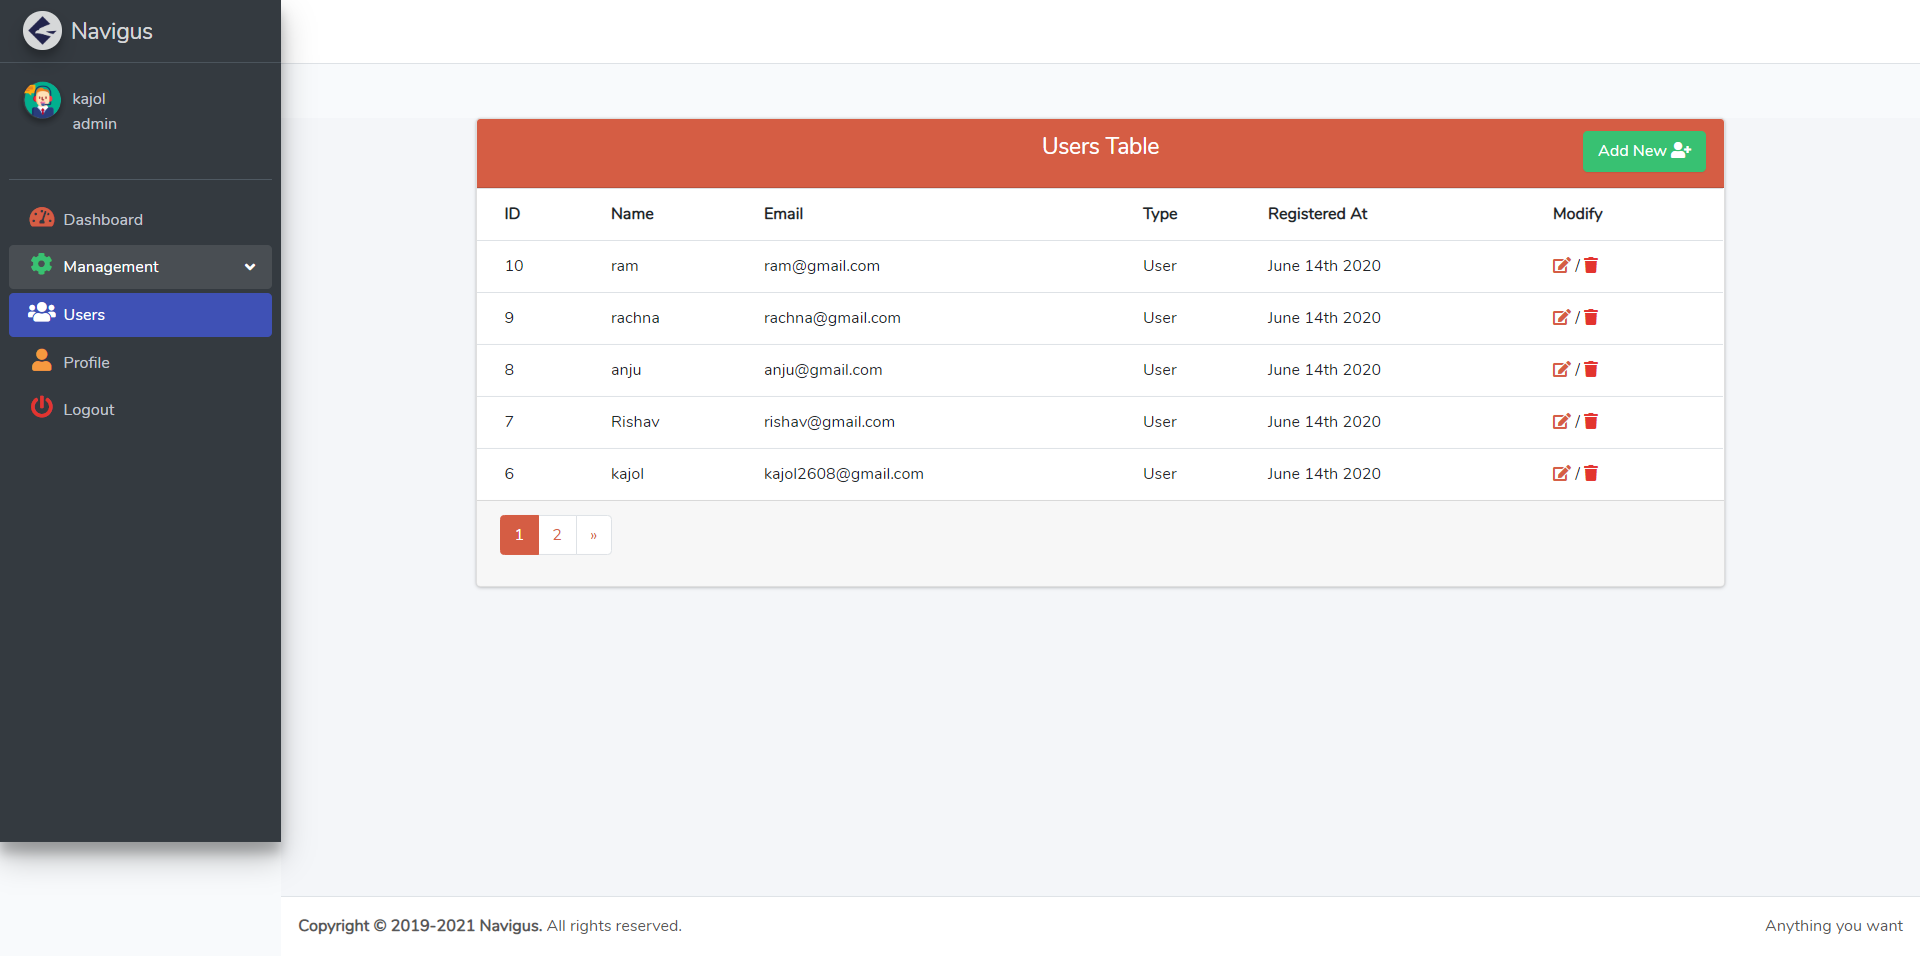 Navigus
kajol
admin
Dashboard
Management
Users
Profile
Logout
Users Table
Add New
ID Name Email Type Registered At Modify
10 ram ram@gmail.com User June 14th 2020 /
9 rachna rachna@gmail.com User June 14th 2020 /
8 anju anju@gmail.com User June 14th 2020 /
7 Rishav rishav@gmail.com User June 14th 2020 /
6 kajol kajol2608@gmail.com User June 14th 2020 /
1 2 »
Copyright © 2019-2021 Navigus. All rights reserved. Anything you want